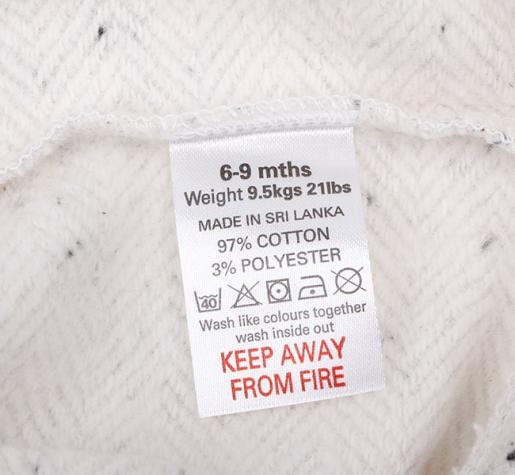 6-9 mths
Weight 9.5kgs 21lbs
MADE IN SRI LANKA
97% COTTON
3% POLYESTER
40
Wash like colours together
wash inside out
KEEP AWAY
FROM FIRE